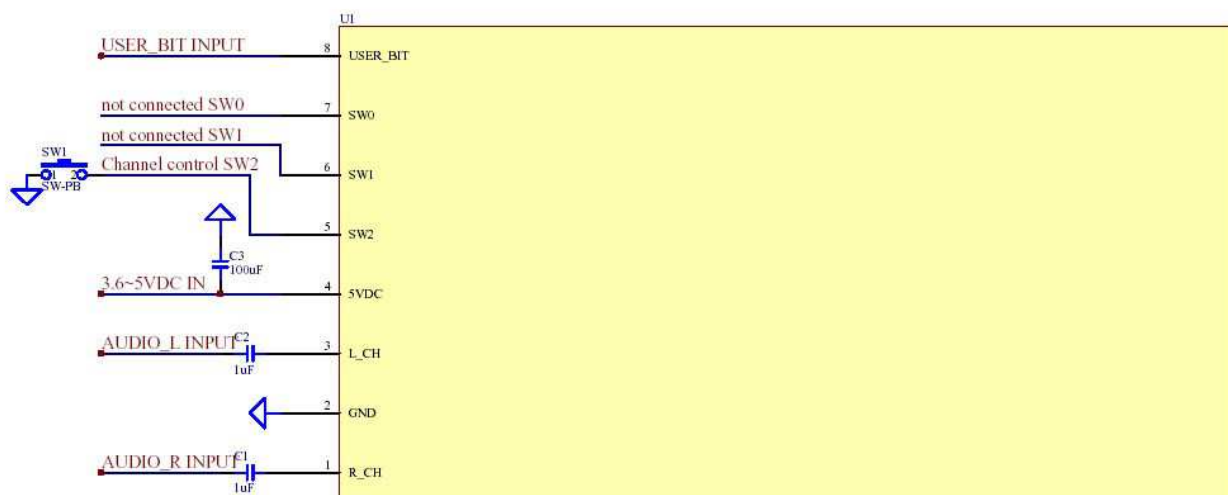 U1
USER_BIT INPUT 8 USER_BIT
not connected SW0 7 SW0
not connected SW1
SW1 Channel control SW2 6 SW1
1 2
SW-PB
5 SW2
C3
100uF
3.6~5VDC IN 4 5VDC
AUDIO_L INPUT C2 3 L_CH
1uF
2 GND
AUDIO_R INPUT C1 1 R_CH
1uF